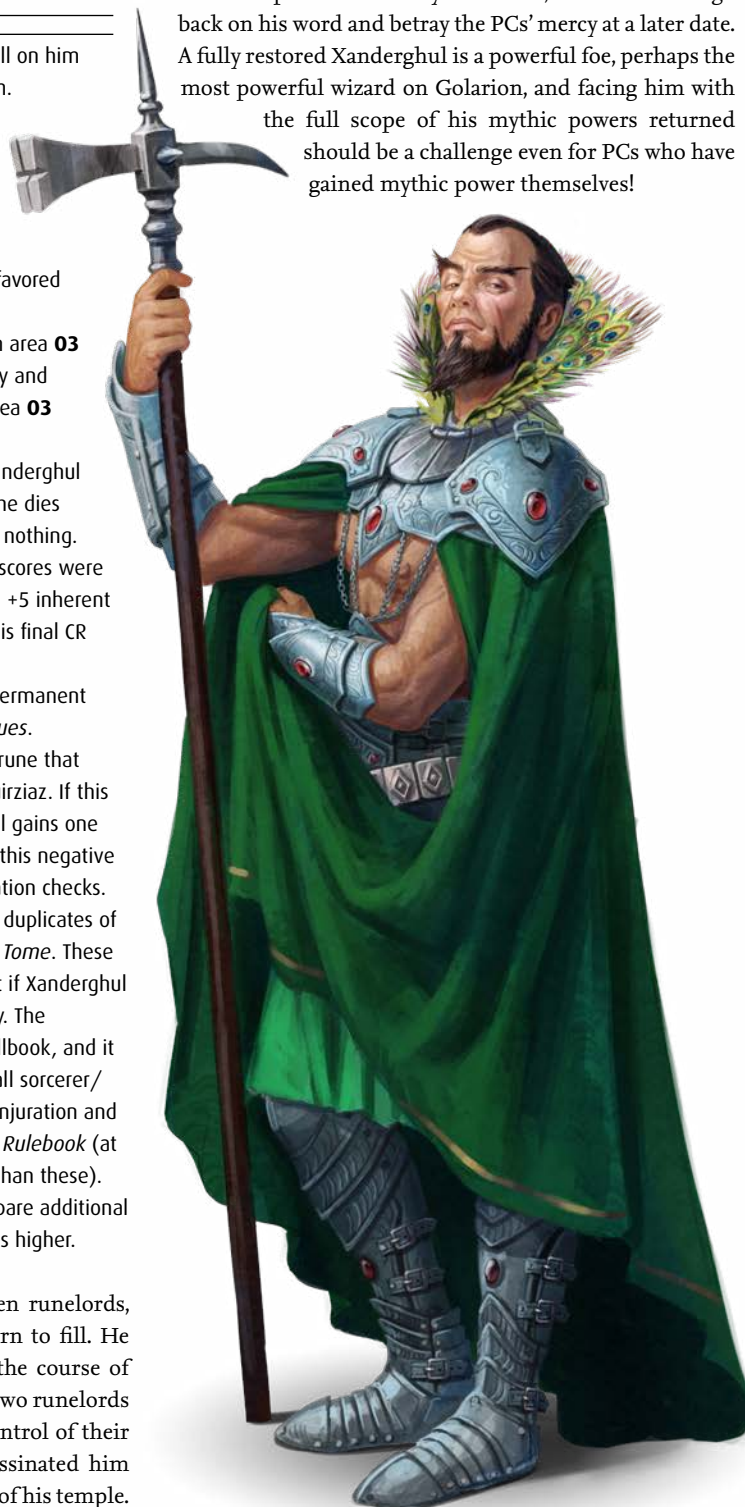 ll on him
n.
favored
n area 03
y and
ea 03
nderghul
he dies
nothing.
scores were
+5 inherent
is final CR
ermanent
ues.
rune that
irziaz. If this
l gains one
this negative
ation checks.
duplicates of
Tome. These
t if Xanderghul
y. The
llbook, and it
all sorcerer/
njuration and
Rulebook (at
han these).
pare additional
s higher.
en runelords,
rn to fill. He
the course of
wo runelords
ntrol of their
ssinated him
of his temple.
back on his word and betray the PCs’ mercy at a later date.
A fully restored Xanderghul is a powerful foe, perhaps the
most powerful wizard on Golarion, and facing him with
the full scope of his mythic powers returned
should be a challenge even for PCs who have
gained mythic power themselves!